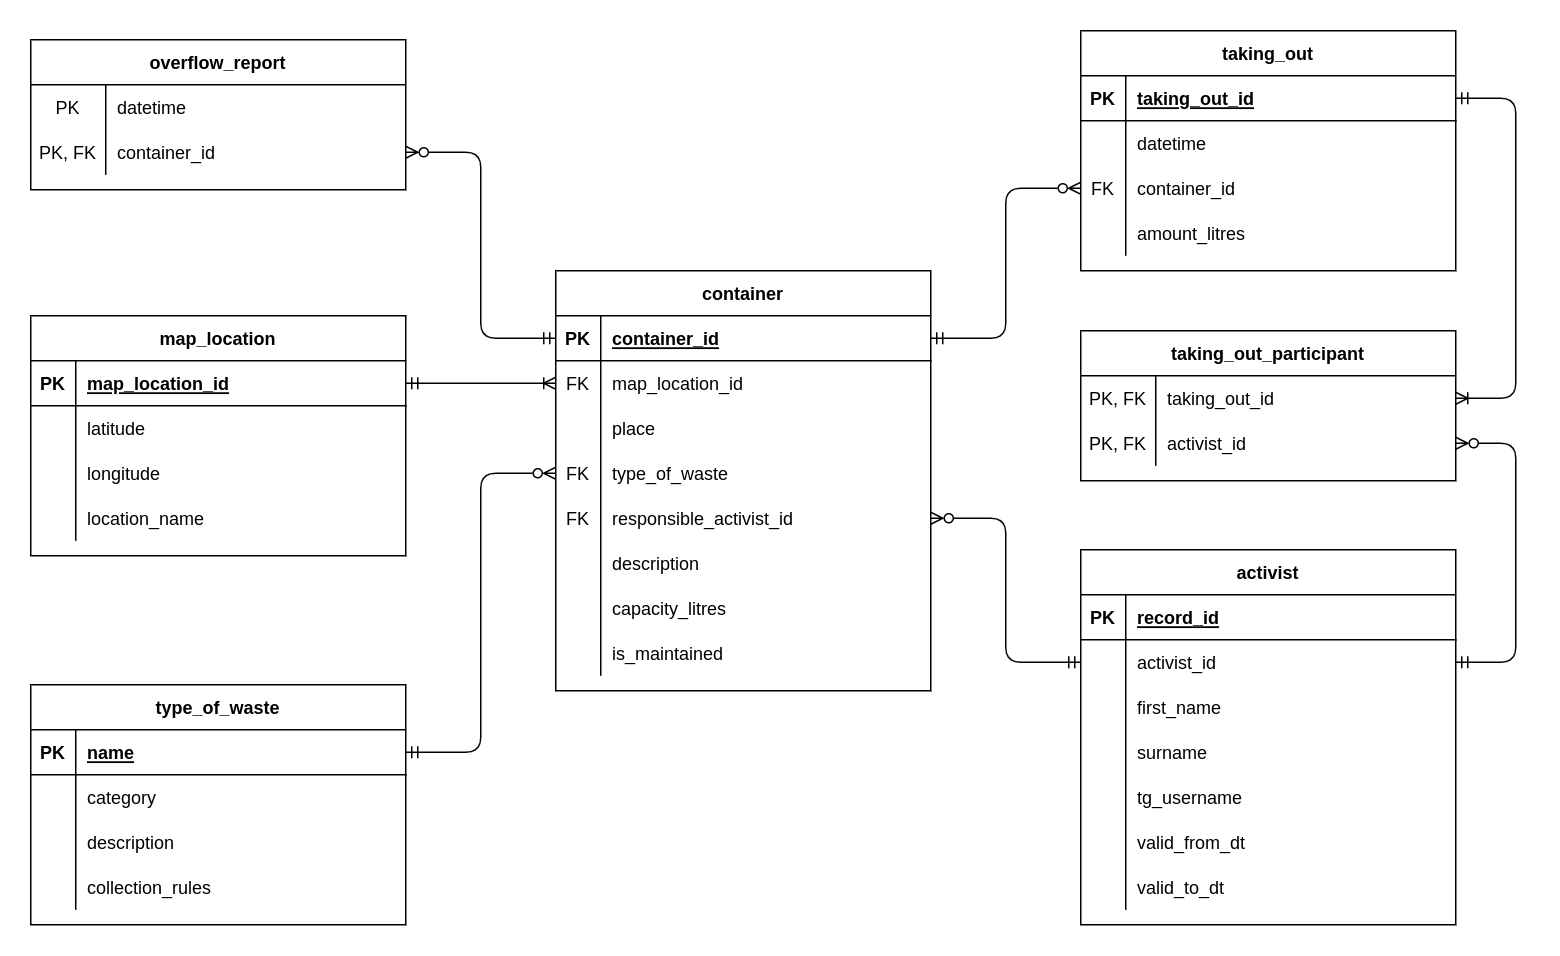 overflow_report
PK datetime
PK, FK container_id
map_location
PK map_location_id
latitude
longitude
location_name
type_of_waste
PK name
category
description
collection_rules
container
PK container_id
FK map_location_id
place
FK type_of_waste
FK responsible_activist_id
description
capacity_litres
is_maintained
taking_out
PK taking_out_id
datetime
FK container_id
amount_litres
taking_out_participant
PK, FK taking_out_id
PK, FK activist_id
activist
PK record_id
activist_id
first_name
surname
tg_username
valid_from_dt
valid_to_dt